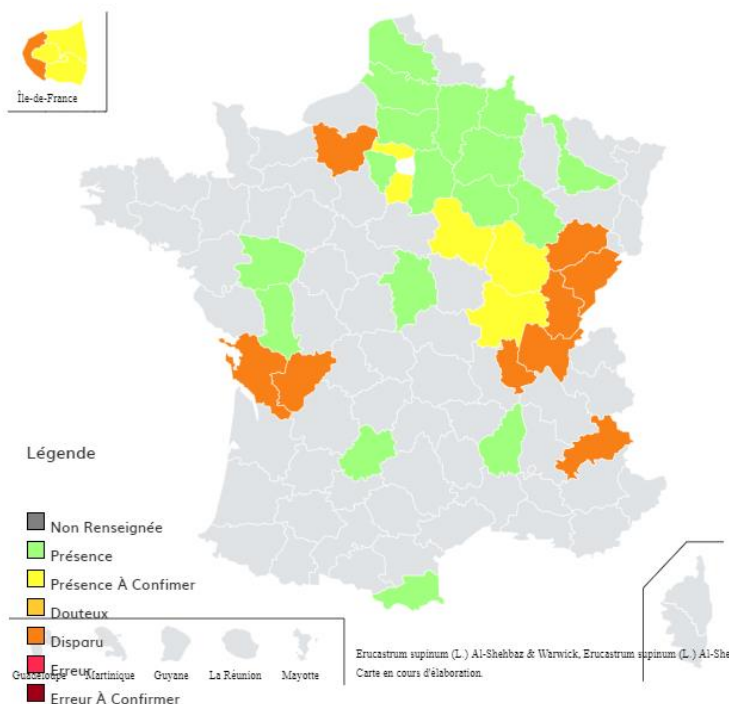 Île-de-France
Légende
Non Renseignée
Présence
Présence À Confimer
Douteux
Disparu
Erreur
Erreur À Confirmer
Guadeloupe Martinique Guyane La Réunion Mayotte
Erucastrum supinum (L.) Al-Shehbaz & Warwick, Erucastrum supinum (L.) Al-She
Carte en cours d'élaboration.